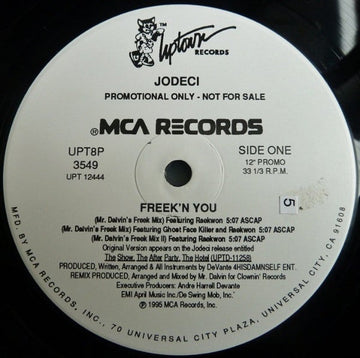 Uptown
RECORDS
JODECI
PROMOTIONAL ONLY - NOT FOR SALE
®MCA RECORDS
UPT8P
3549
UPT 12444
SIDE ONE
12" PROMO
33 1/3 R.P.M.
5
FREEK'N YOU
(Mr. Dalvin's Freek Mix) Featuring Raekwon 5:07 ASCAP
(Mr. Dalvin's Freek Mix) Featuring Ghost Face Killer and Raekwon 5:07 ASCAP
(Mr. Dalvin's Freek Mix II) Featuring Raekwon 5:07 ASCAP
Original Version appears on the Jodeci release entitled
The Show, The After Party, The Hotel (UPTD-11258)
PRODUCED, Written, Arranged & All Instruments by DeVante 4HISDAMNSELF ENT.
REMIX PRODUCED, Arranged and Mixed by Mr. Dalvin for Clownin' Records
Executive Producers: Andre Harrell Devante
EMI April Music Inc./De Swing Mob, Inc.'
℗ 1995 MCA Records, Inc.,
MFD. BY MCA RECORDS, INC., 70 UNIVERSAL CITY PLAZA, UNIVERSAL CITY, CA 91608